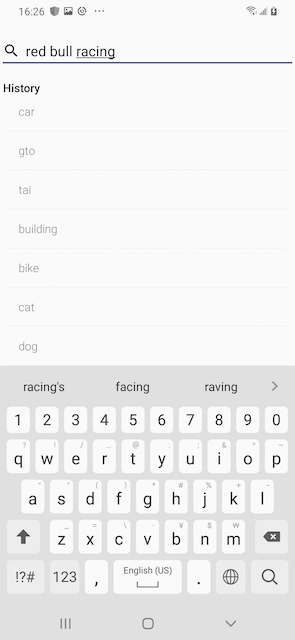 16:26
red bull racing
History
car
gto
tai
building
bike
cat
dog
racing's facing raving
1 2 3 4 5 6 7 8 9 0
q w e r t y u i o p
a s d f g h j k l
z x c v b n m
!?# 123 , English (US) .